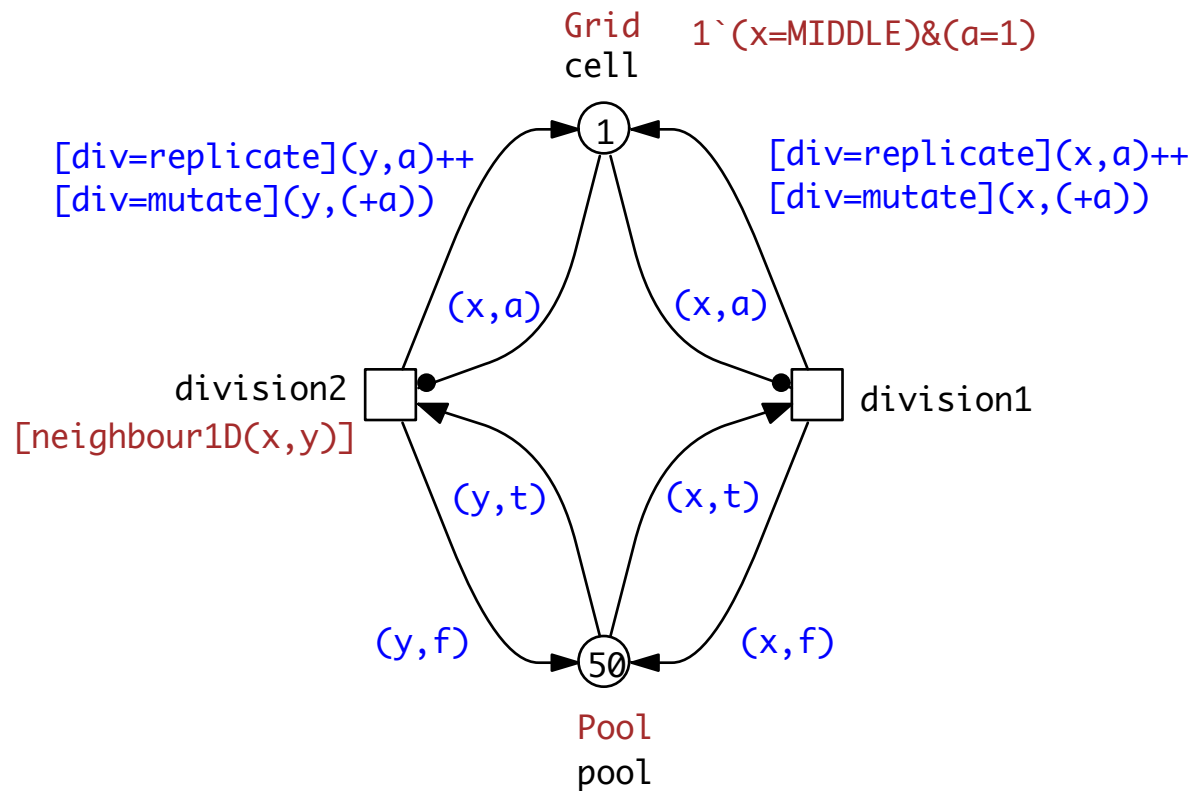 Grid
1`(x=MIDDLE)&(a=1)
cell
1
[div=replicate](y,a)++
[div=mutate](y,(+a))
[div=replicate](x,a)++
[div=mutate](x,(+a))
(x,a)
(x,a)
division2
[neighbour1D(x,y)]
division1
(y,t)
(x,t)
(y,f)
(x,f)
50
Pool
pool